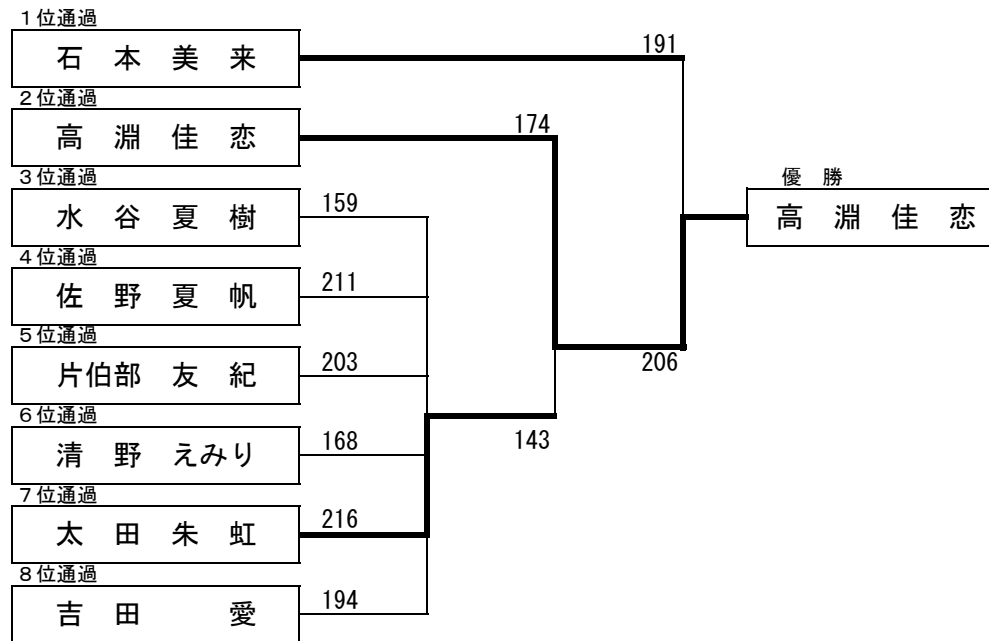 1位通過
石 本 美 来
191
2位通過
高 淵 佳 恋
174
3位通過
水 谷 夏 樹
159
優 勝
高 淵 佳 恋
4位通過
佐 野 夏 帆
211
5位通過
片伯部 友 紀
203
206
6位通過
清 野 えみり
168
143
7位通過
太 田 朱 虹
216
8位通過
吉 田 愛
194